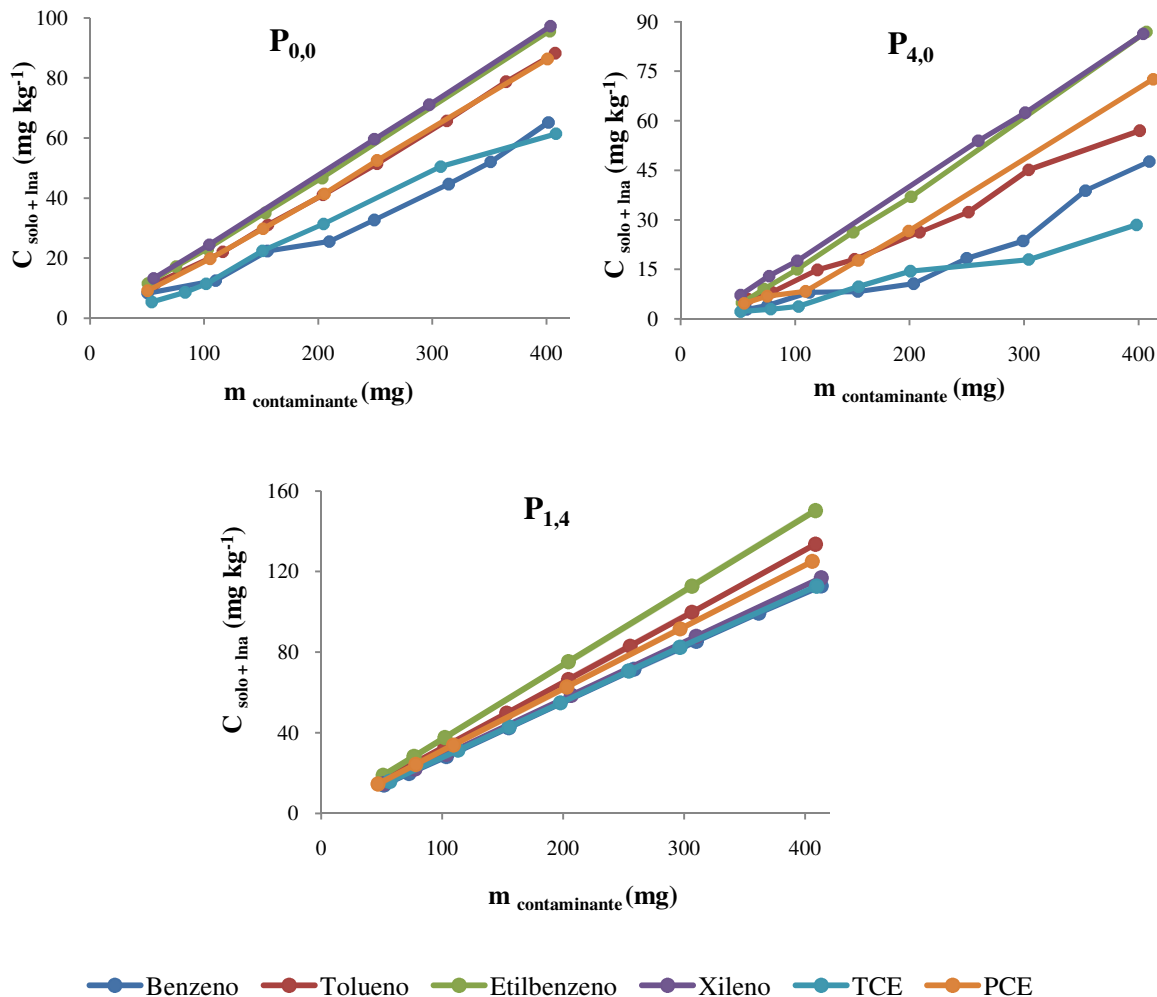 P0,0
C solo + lna (mg kg-1)
100
80
60
40
20
0
0 100 200 300 400
m contaminante (mg)
P4,0
C solo + lna (mg kg-1)
90
75
60
45
30
15
0
0 100 200 300 400
m contaminante (mg)
P1,4
C solo + lna (mg kg-1)
160
120
80
40
0
0 100 200 300 400
m contaminante (mg)
Benzeno Tolueno Etilbenzeno Xileno TCE PCE